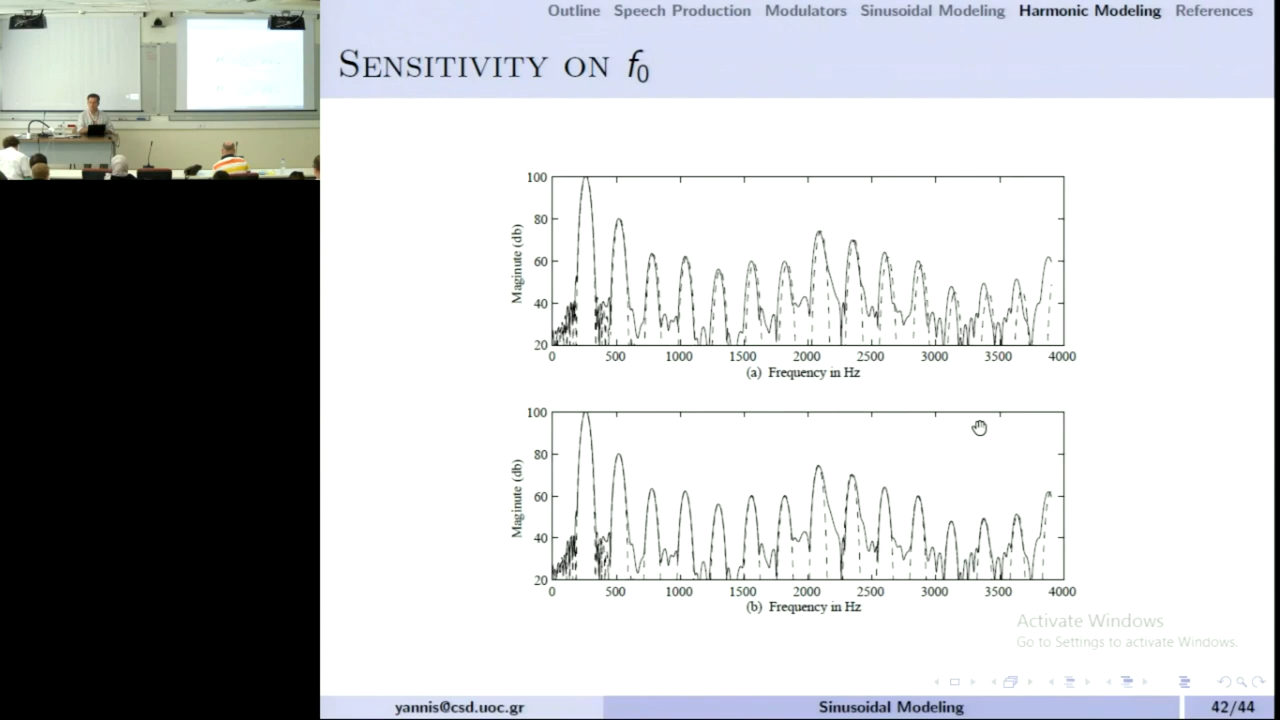 Outline Speech Production Modulators Sinusoidal Modeling Harmonic Modeling References
Sensitivity on f0
100
80
60
40
20
Maginute (db)
0 500 1000 1500 2000 2500 3000 3500 4000
(a) Frequency in Hz
100
80
60
40
20
Maginute (db)
0 500 1000 1500 2000 2500 3000 3500 4000
(b) Frequency in Hz
Activate Windows
Go to Settings to activate Windows.
yannis@csd.uoc.gr Sinusoidal Modeling 42/44